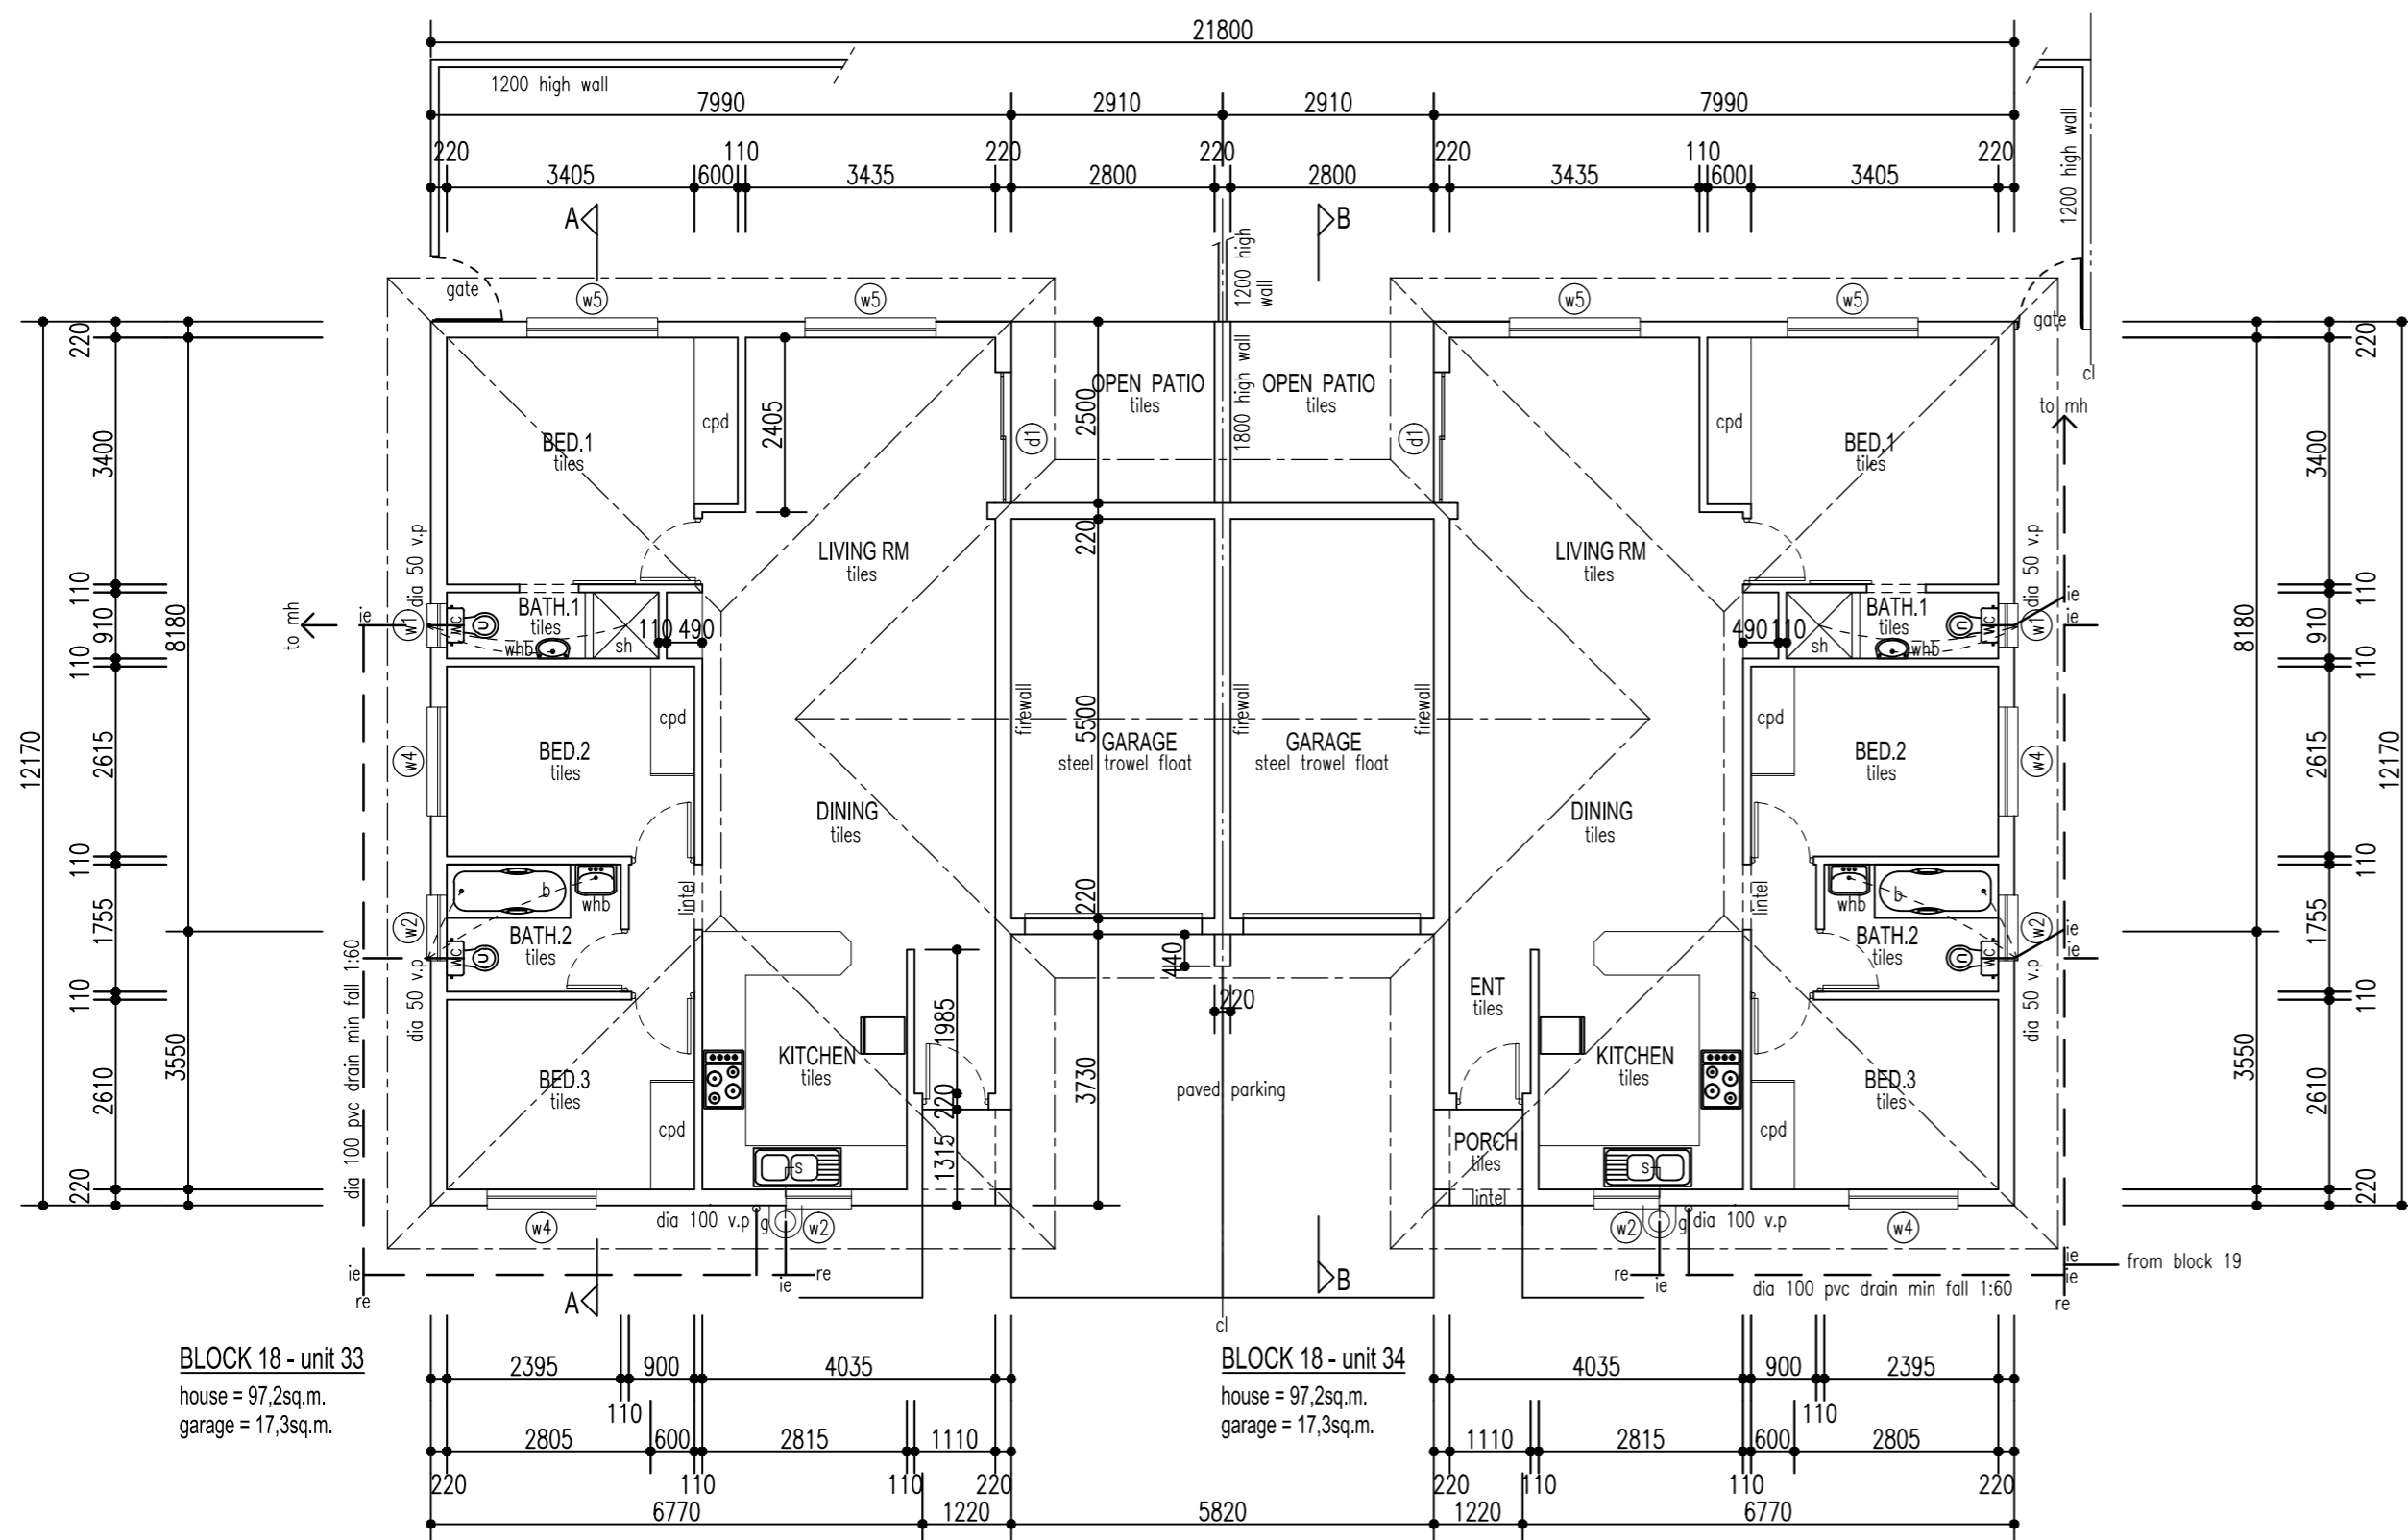 21800
1200 high wall
7990 2910 2910 7990
220 110 220 220 220 110 220
3405 600 3435 2800 2800 3435 600 3405
1200 high wall
A B
1200 high
wall
gate w5 w5 w5 w5 gate
cl
220 220
OPEN PATIO OPEN PATIO
tiles tiles
1800 high wall
2500
d1 d1
to mh
BED.1
tiles
cpd
2405
cpd
BED.1
tiles
3400 3400
220
LIVING RM LIVING RM
tiles tiles
dia 50 v.p dia 50 v.p
110 110
910 910
110 110
8180 8180
to mh
ie w1 wc BATH.1
tiles
whb sh 110 490
490 110 sh BATH.1
tiles
whb wc w1 ie
ie
firewall firewall firewall
5500
GARAGE GARAGE
steel trowel float steel trowel float
12170 12170
2615 2615
w4 BED.2
tiles
cpd
cpd
BED.2
tiles
w4
DINING DINING
tiles tiles
110 110
1755 1755
110 110
w2 b whb lintel
BATH.2
tiles
wc
lintel whb b w2
BATH.2
tiles
wc
ie
ie
220
440
220
dia 50 v.p dia 50 v.p
dia 100 pvc drain min fall 1:60
ENT
tiles
1985
220
1315
3730
3550 3550
2610 2610
220 220
BED.3
tiles
cpd
KITCHEN
tiles
s
paved parking
KITCHEN
tiles
s
BED.3
tiles
cpd
PORCH
tiles
lintel
w4 dia 100 v.p g w2 w2 g dia 100 v.p w4
ie ie re re ie ie
ie
re re
from block 19
dia 100 pvc drain min fall 1:60
A B
cl
BLOCK 18 - unit 33
house = 97,2sq.m.
garage = 17,3sq.m.
BLOCK 18 - unit 34
house = 97,2sq.m.
garage = 17,3sq.m.
2395 900 4035 4035 900 2395
110 110
2805 600 2815 1110 1110 2815 600 2805
220 110 110 220 220 110 110 220
6770 1220 5820 1220 6770
1200 high wall